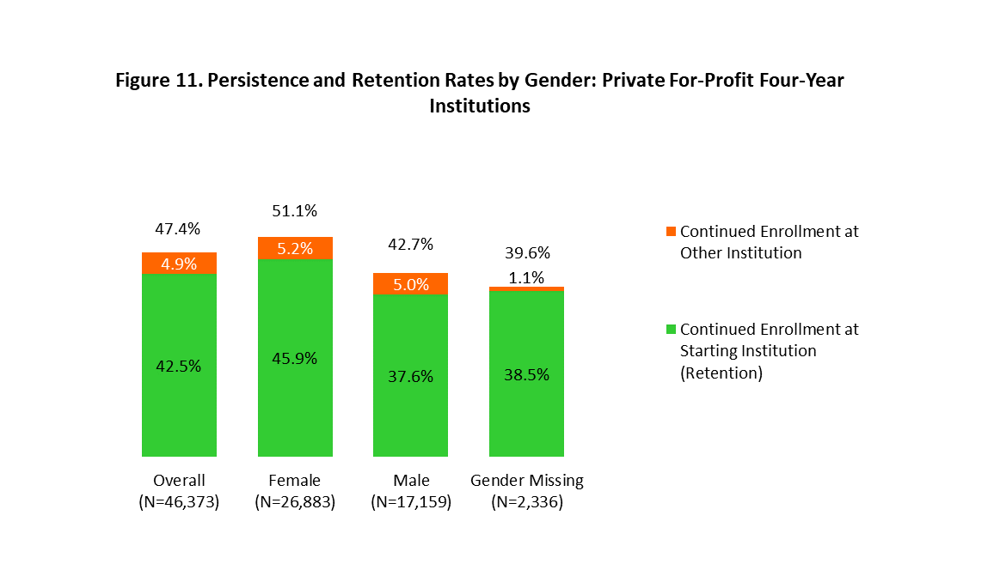 Figure 11. Persistence and Retention Rates by Gender: Private For-Profit Four-Year
Institutions
47.4%
4.9%
42.5%
51.1%
5.2%
45.9%
42.7%
5.0%
37.6%
39.6%
1.1%
38.5%
Overall
(N=46,373)
Female
(N=26,883)
Male
(N=17,159)
Gender Missing
(N=2,336)
Continued Enrollment at
Other Institution
Continued Enrollment at
Starting Institution
(Retention)